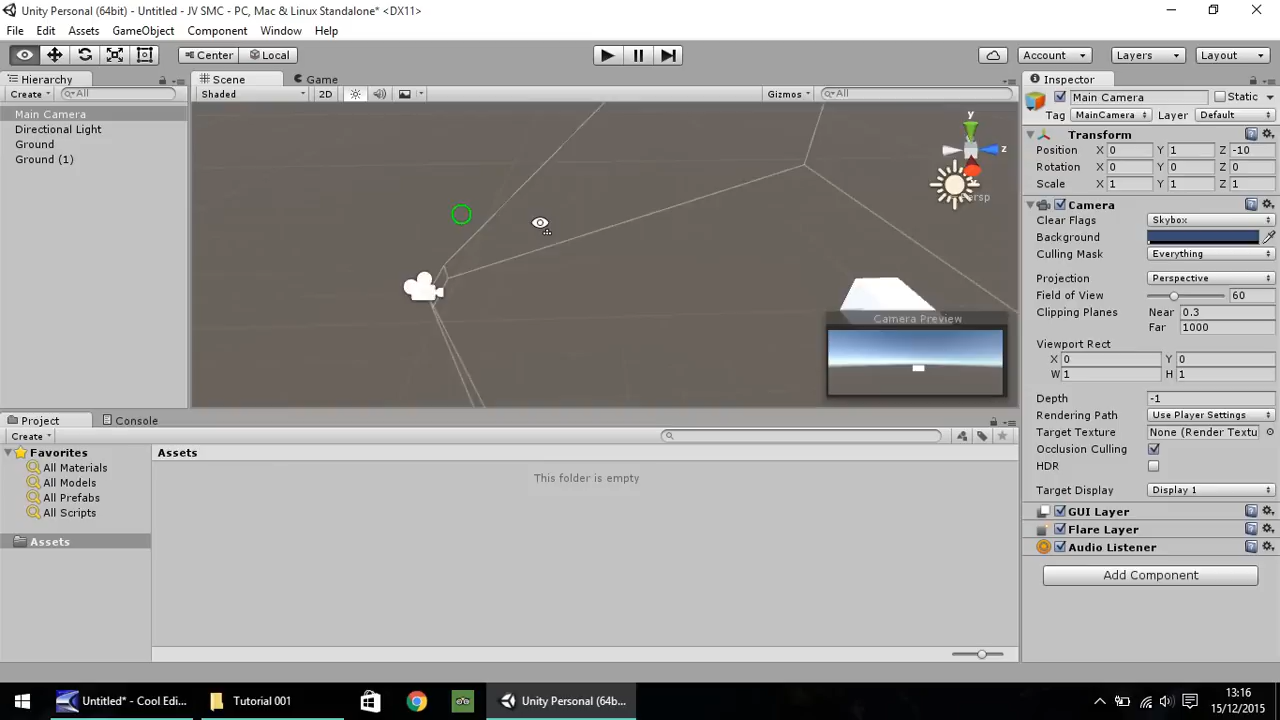 Unity Personal (64bit) - Untitled - JV SMC - PC, Mac & Linux Standalone* <DX11>
File Edit Assets GameObject Component Window Help
Center Local Account Layers Layout
Hierarchy Scene Game Inspector
Create All Shaded 2D Gizmos All Main Camera Static
Tag MainCamera Layer Default
Main Camera
Directional Light
Ground
Ground (1)
y
z
Transform
Position X 0 Y 1 Z -10
Rotation X 0 Y 0 Z 0
Scale X 1 Y 1 Z 1
Camera
Clear Flags Skybox
Background
Culling Mask Everything
Projection Perspective
Field of View 60
Clipping Planes Near 0.3
Far 1000
Camera Preview
Viewport Rect
X 0 Y 0
W 1 H 1
Depth -1
Rendering Path Use Player Settings
Target Texture None (Render Textu
Occlusion Culling
HDR
Target Display Display 1
GUI Layer
Flare Layer
Audio Listener
Add Component
Project Console
Create
Favorites Assets
All Materials
All Models
All Prefabs
All Scripts
Assets
This folder is empty
Untitled* - Cool Edi... Tutorial 001 Unity Personal (64b...
13:16
15/12/2015